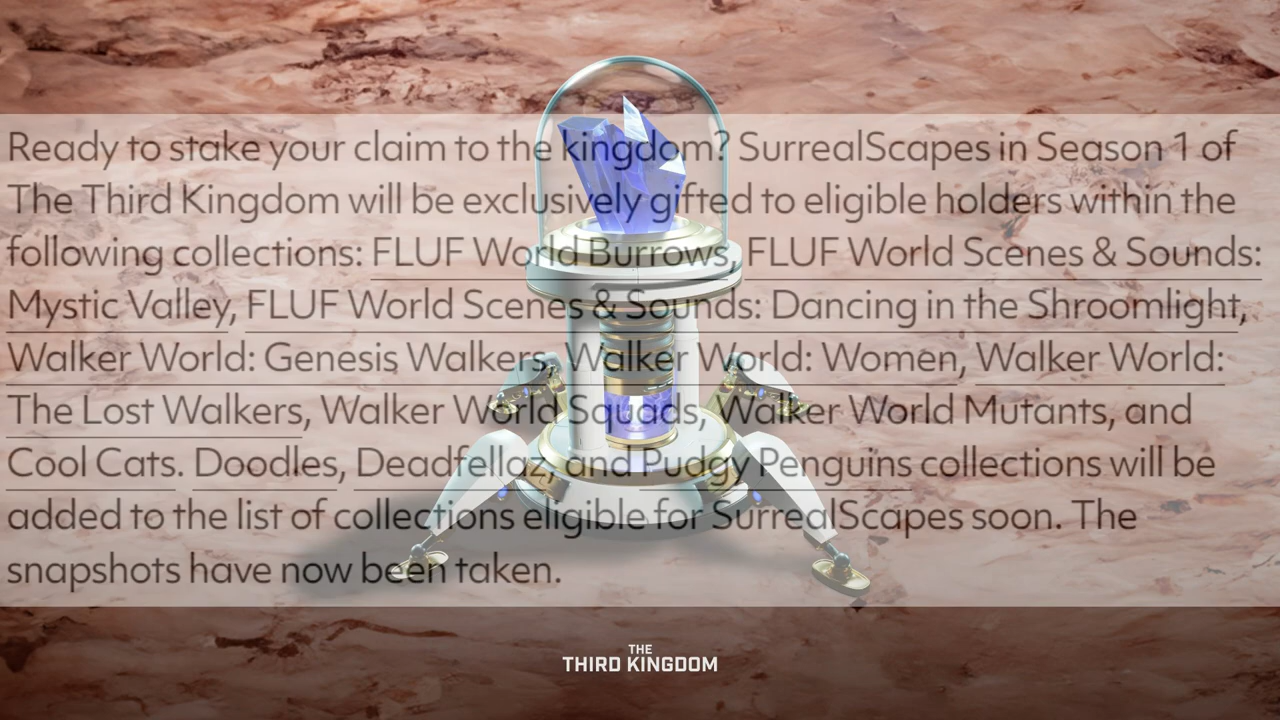 Ready to stake your claim to the kingdom? SurrealScapes in Season 1 of
The Third Kingdom will be exclusively gifted to eligible holders within the
following collections: FLUF World Burrows, FLUF World Scenes & Sounds:
Mystic Valley, FLUF World Scenes & Sounds: Dancing in the Shroomlight,
Walker World: Genesis Walkers, Walker World: Women, Walker World:
The Lost Walkers, Walker World Squads, Walker World Mutants, and
Cool Cats. Doodles, Deadfellaz, and Pudgy Penguins collections will be
added to the list of collections eligible for SurrealScapes soon. The
snapshots have now been taken.
THE
THIRD KINGDOM